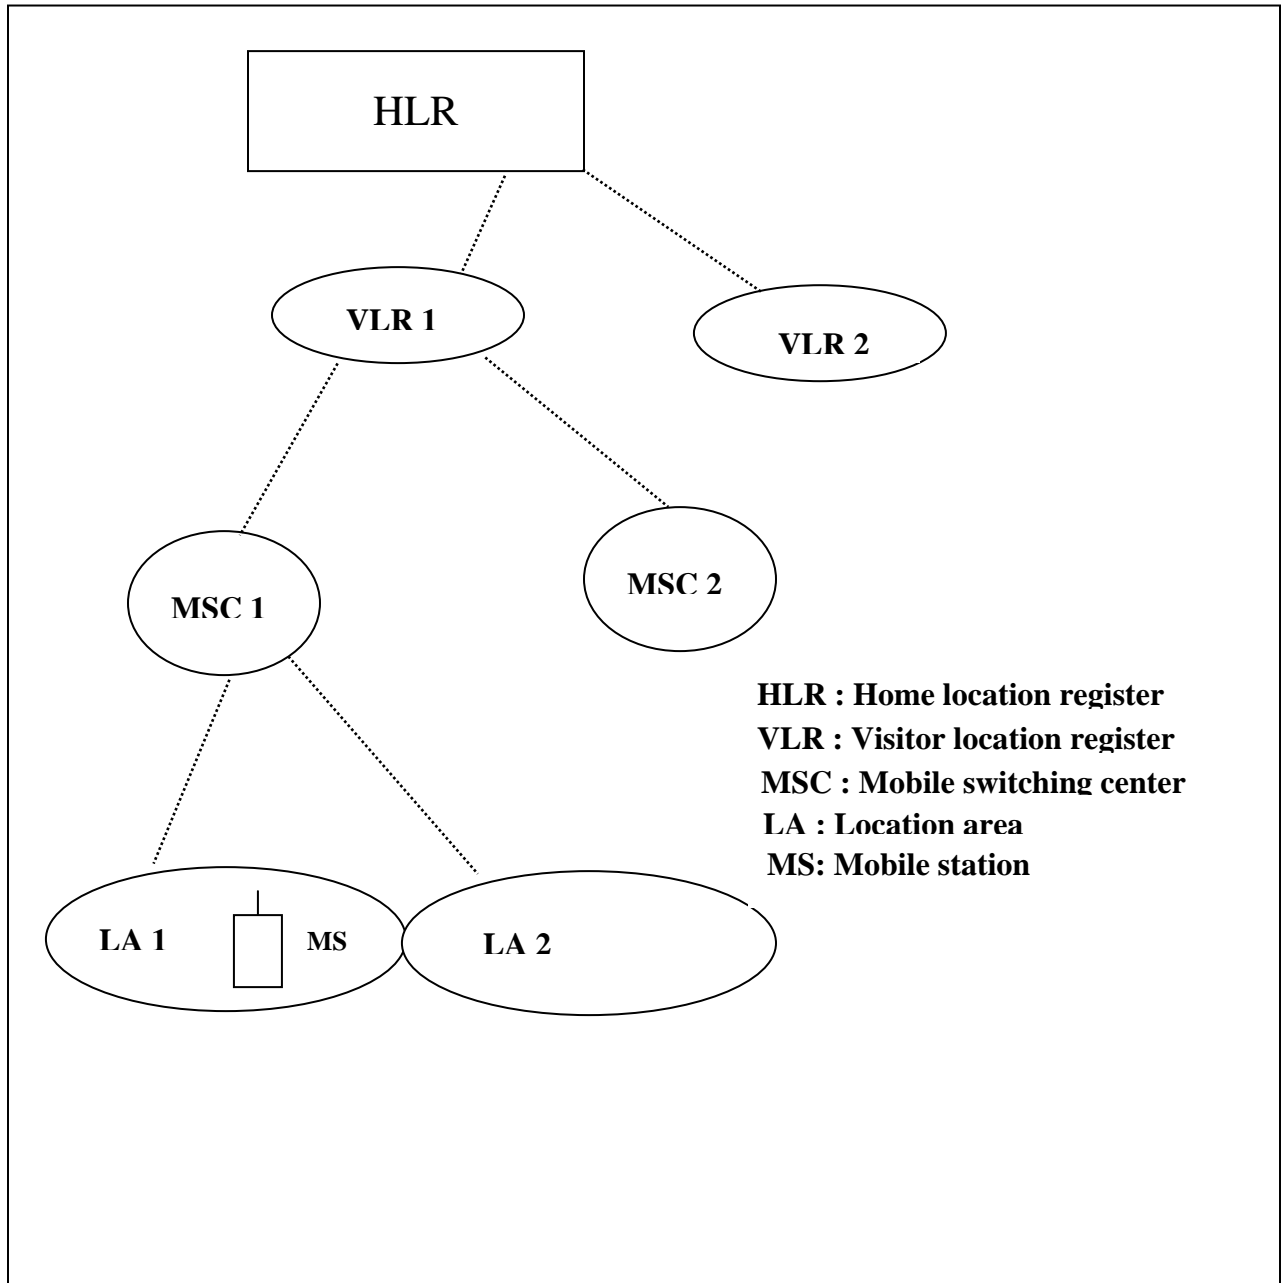 HLR
VLR 1
VLR 2
MSC 1
MSC 2
HLR : Home location register
VLR : Visitor location register
MSC : Mobile switching center
LA : Location area
MS: Mobile station
LA 1
MS
LA 2